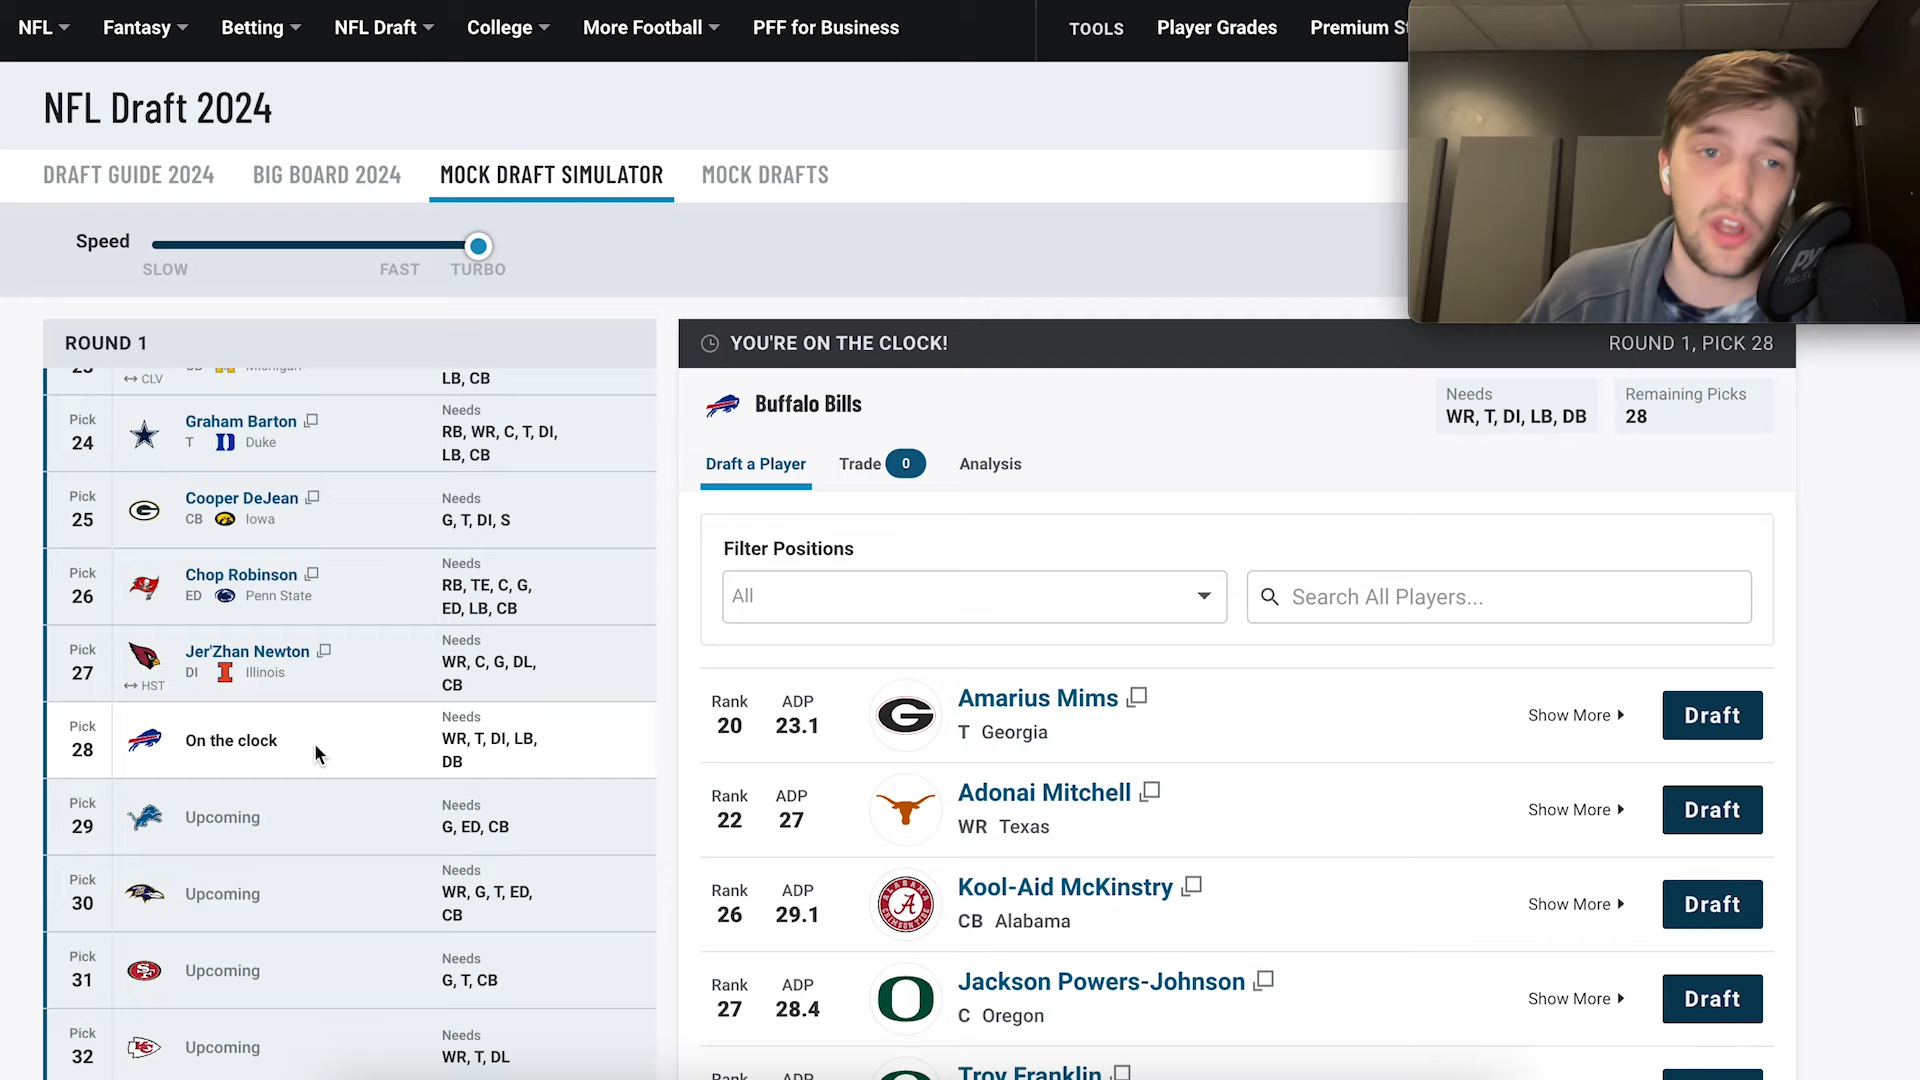 NFL Fantasy Betting NFL Draft College More Football PFF for Business TOOLS Player Grades Premium St
NFL Draft 2024
DRAFT GUIDE 2024 BIG BOARD 2024 MOCK DRAFT SIMULATOR MOCK DRAFTS
Speed
SLOW FAST TURBO
ROUND 1
CLV
LB, CB
Pick 24
Graham Barton
T Duke
Needs
RB, WR, C, T, DI,
LB, CB
Pick 25
Cooper DeJean
CB Iowa
Needs
G, T, DI, S
Pick 26
Chop Robinson
ED Penn State
Needs
RB, TE, C, G,
ED, LB, CB
Pick 27
HST
Jer'Zhan Newton
DI Illinois
Needs
WR, C, G, DL,
CB
Pick 28
On the clock
Needs
WR, T, DI, LB,
DB
Pick 29
Upcoming
Needs
G, ED, CB
Pick 30
Upcoming
Needs
WR, G, T, ED,
CB
Pick 31
Upcoming
Needs
G, T, CB
Pick 32
Upcoming
Needs
WR, T, DL
YOU'RE ON THE CLOCK! ROUND 1, PICK 28
Buffalo Bills
Needs
WR, T, DI, LB, DB
Remaining Picks
28
Draft a Player Trade 0 Analysis
Filter Positions
All
Search All Players...
Rank 20 ADP 23.1
Amarius Mims
T Georgia
Show More Draft
Rank 22 ADP 27
Adonai Mitchell
WR Texas
Show More Draft
Rank 26 ADP 29.1
Kool-Aid McKinstry
CB Alabama
Show More Draft
Rank 27 ADP 28.4
Jackson Powers-Johnson
C Oregon
Show More Draft
Rank ADP
Troy Franklin